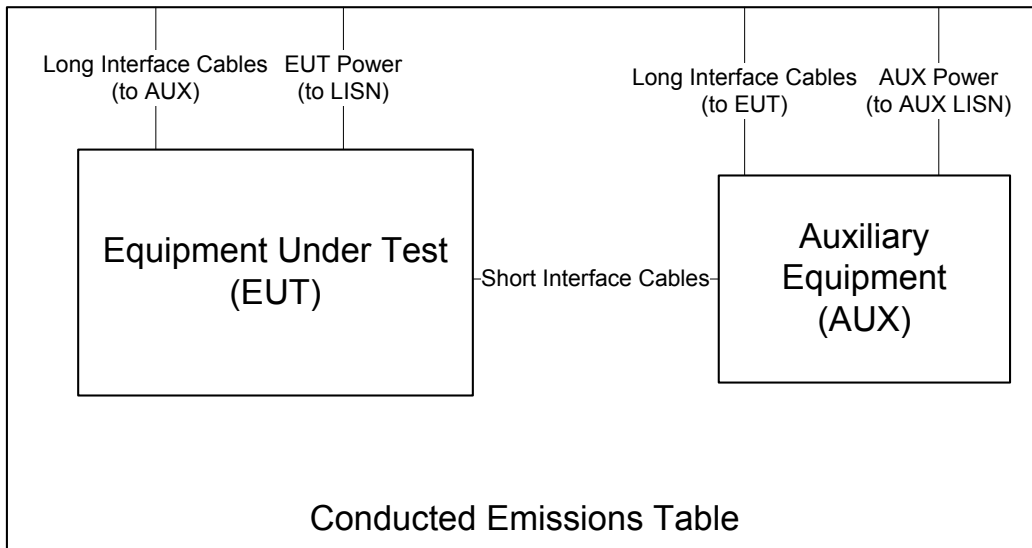 Long Interface Cables
(to AUX)
EUT Power
(to LISN)
Long Interface Cables
(to EUT)
AUX Power
(to AUX LISN)
Equipment Under Test
(EUT)
Short Interface Cables
Auxiliary
Equipment
(AUX)
Conducted Emissions Table